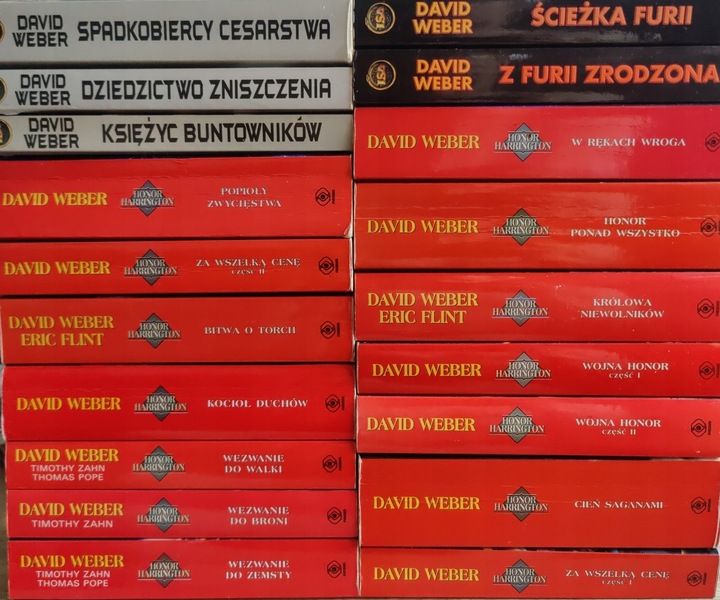 DAVID
WEBER
SPADKOBIERCY CESARSTWA
DAVID
WEBER
DZIEDZICTWO ZNISZCZENIA
DAVID
WEBER
KSIĘŻYC BUNTOWNIKÓW
DAVID WEBER
HONOR
HARRINGTON
POPIOŁY
ZWYCIĘSTWA
DAVID WEBER
HONOR
HARRINGTON
ZA WSZELKĄ CENĘ
CZĘŚĆ II
DAVID WEBER
ERIC FLINT
HONOR
HARRINGTON
BITWA O TORCH
DAVID WEBER
HONOR
HARRINGTON
KOCIOŁ DUCHÓW
DAVID WEBER
TIMOTHY ZAHN
THOMAS POPE
HONOR
HARRINGTON
WEZWANIE
DO WALKI
DAVID WEBER
TIMOTHY ZAHN
HONOR
HARRINGTON
WEZWANIE
DO BRONI
DAVID WEBER
TIMOTHY ZAHN
THOMAS POPE
HONOR
HARRINGTON
WEZWANIE
DO ZEMSTY
DAVID
WEBER
ŚCIEŻKA FURII
DAVID
WEBER
Z FURII ZRODZONA
DAVID WEBER
HONOR
HARRINGTON
W RĘKACH WROGA
DAVID WEBER
HONOR
HARRINGTON
HONOR
PONAD WSZYSTKO
DAVID WEBER
ERIC FLINT
HONOR
HARRINGTON
KRÓLOWA
NIEWOLNIKÓW
DAVID WEBER
HONOR
HARRINGTON
WOJNA HONOR
CZĘŚĆ I
DAVID WEBER
HONOR
HARRINGTON
WOJNA HONOR
CZĘŚĆ II
DAVID WEBER
HONOR
HARRINGTON
CIEŃ SAGANAMI
DAVID WEBER
HONOR
HARRINGTON
ZA WSZELKĄ CENĘ
CZĘŚĆ I